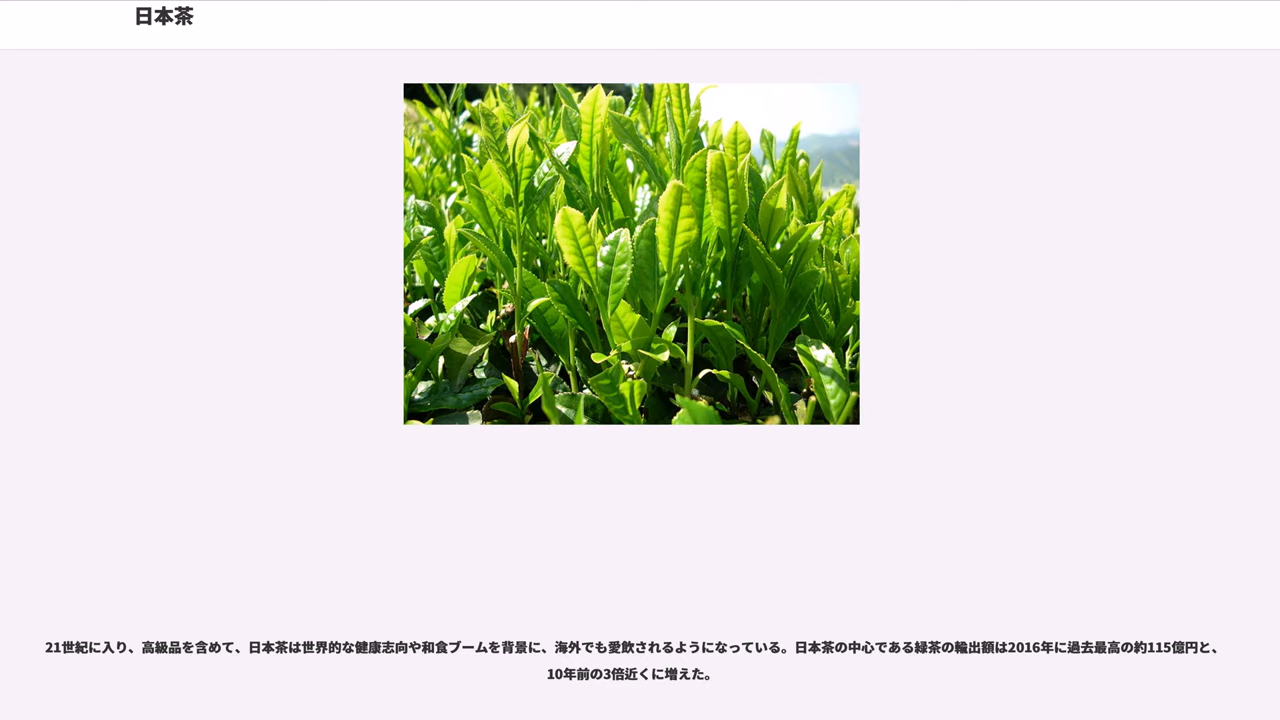 日本茶
21世紀に入り、高級品を含めて、日本茶は世界的な健康志向や和食ブームを背景に、海外でも愛飲されるようになっている。日本茶の中心である緑茶の輸出額は2016年に過去最高の約115億円と、
10年前の3倍近くに増えた。